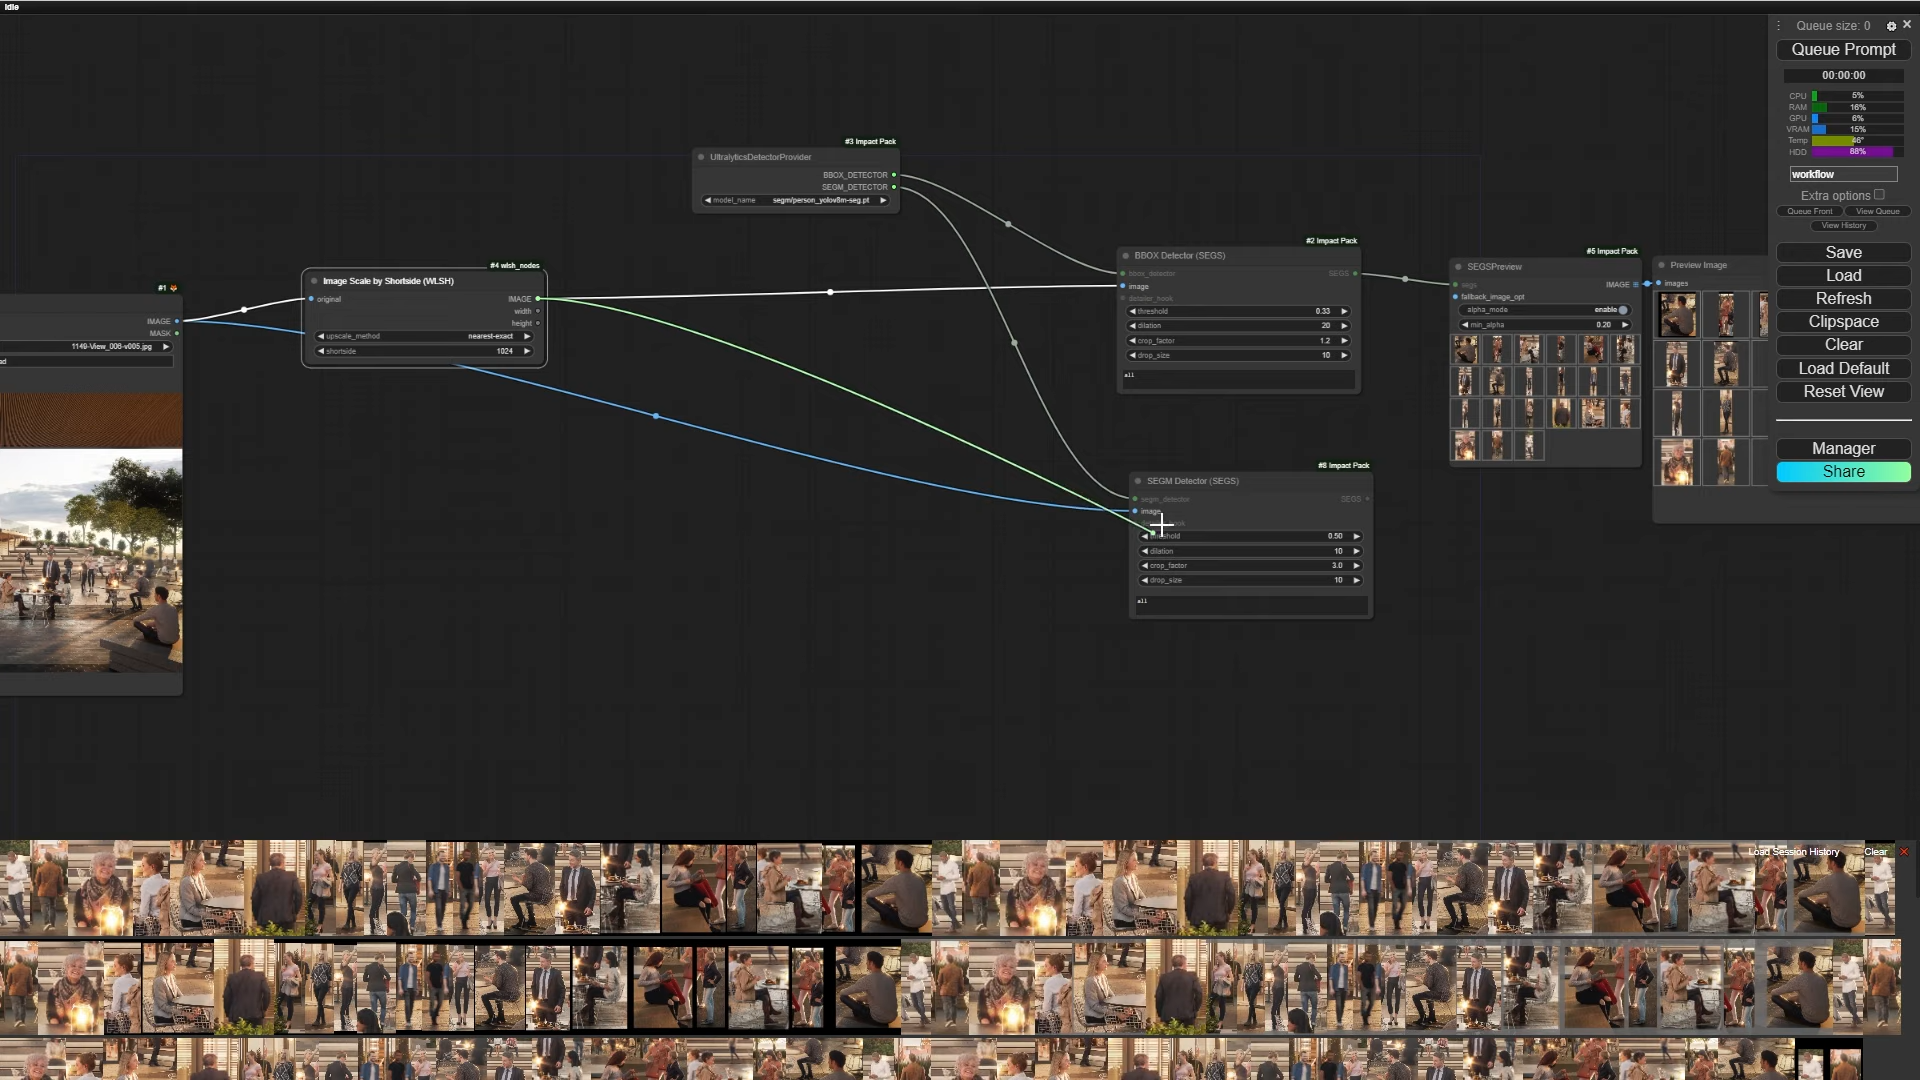 Idle
Queue size: 0
Queue Prompt
00:00:00
CPU 5%
RAM 16%
GPU 6%
VRAM 15%
Temp 46°
HDD 88%
workflow
Extra options
Queue Front
View Queue
View History
Save
Load
Refresh
Clipspace
Clear
Load Default
Reset View
Manager
Share
#1
IMAGE
MASK
1149-View_008-v005.jpg
ad
#4 wlsh_nodes
Image Scale by Shortside (WLSH)
original IMAGE
width
height
upscale_method nearest-exact
shortside 1024
#3 Impact Pack
UltralyticsDetectorProvider
BBOX_DETECTOR
SEGM_DETECTOR
model_name segm/person_yolov8m-seg.pt
#2 Impact Pack
BBOX Detector (SEGS)
bbox_detector SEGS
image
detailer_hook
threshold 0.33
dilation 20
crop_factor 1.2
drop_size 10
all
#8 Impact Pack
SEGM Detector (SEGS)
segm_detector SEGS
image
threshold 0.50
dilation 10
crop_factor 3.0
drop_size 10
all
#5 Impact Pack
SEGSPreview
segs IMAGE
fallback_image_opt
alpha_mode enable
min_alpha 0.20
Preview Image
images
Load Session History
Clear